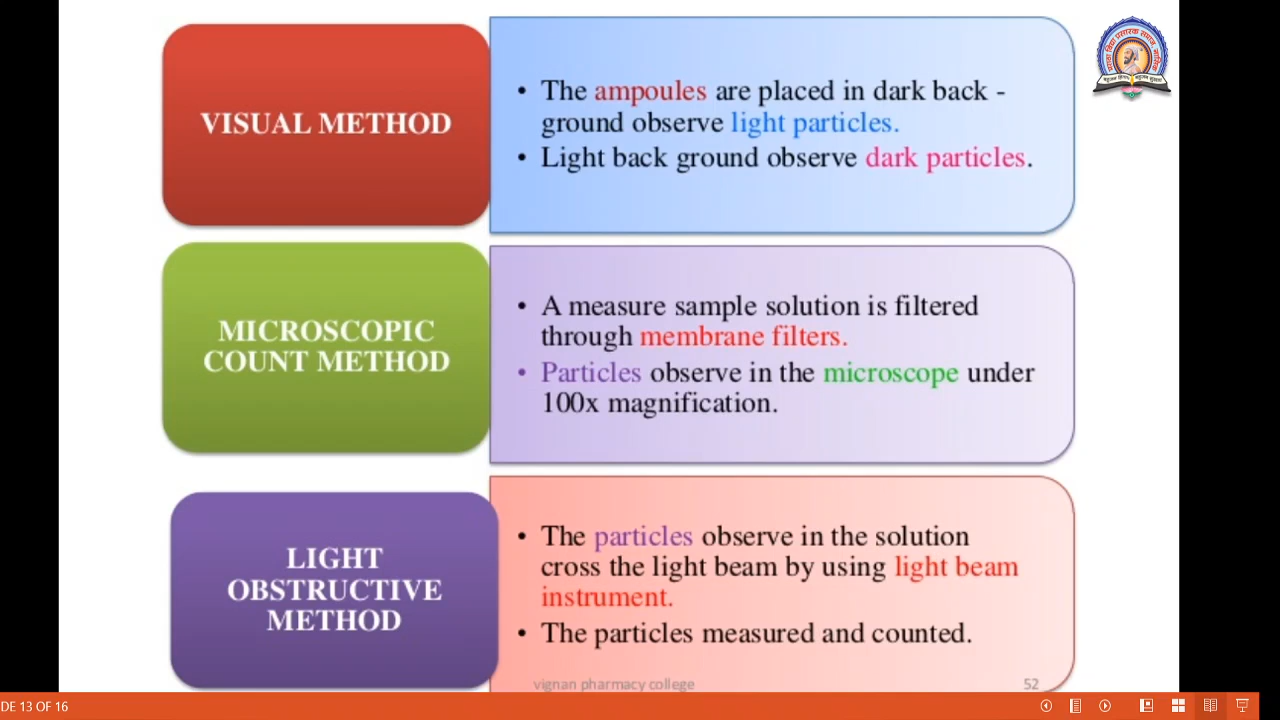 VISUAL METHOD
• The ampoules are placed in dark back -
ground observe light particles.
• Light back ground observe dark particles.
MICROSCOPIC
COUNT METHOD
• A measure sample solution is filtered
through membrane filters.
• Particles observe in the microscope under
100x magnification.
LIGHT
OBSTRUCTIVE
METHOD
• The particles observe in the solution
cross the light beam by using light beam
instrument.
• The particles measured and counted.
vignan pharmacy college
52
DE 13 OF 16